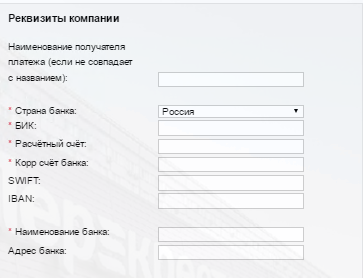 Реквизиты компании
Наименование получателя
платежа (если не совпадает
с названием):
* Страна банка: Россия
* БИК:
* Расчётный счёт:
* Корр счёт банка:
SWIFT:
IBAN:
* Наименование банка:
Адрес банка: